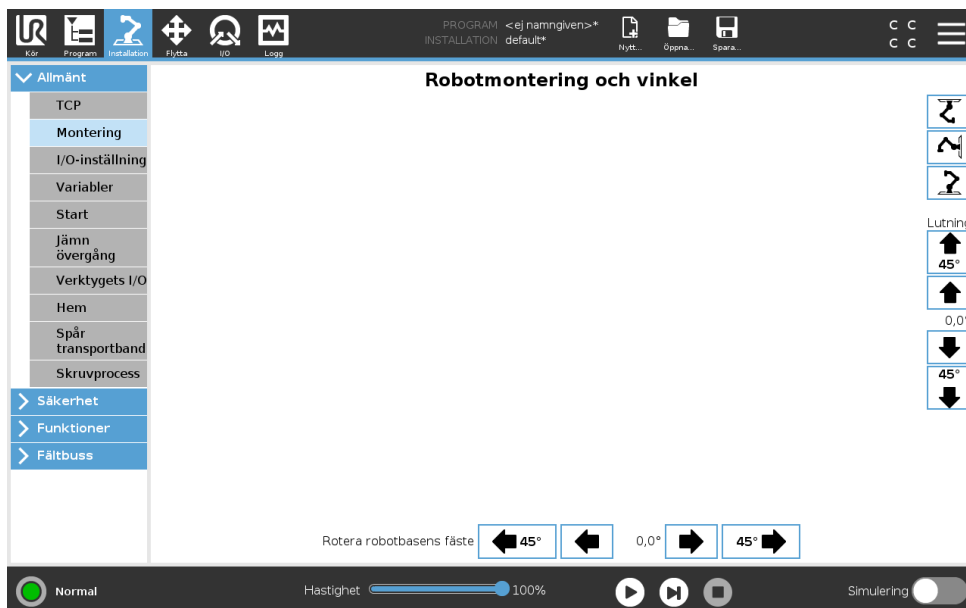 PROGRAM <ej namngiven>*
INSTALLATION default*
C C
C C
Kör Program Installation Flytta I/O Logg Nytt... Öppna... Spara...
Robotmontering och vinkel
Allmänt
TCP
Montering
I/O-inställning
Variabler
Start
Jämn
övergång
Verktygets I/O
Hem
Spår
transportband
Skruvprocess
Säkerhet
Funktioner
Fältbuss
Lutning
45°
0,0°
45°
Rotera robotbasens fäste 45° 0,0° 45°
Normal Hastighet 100% Simulering